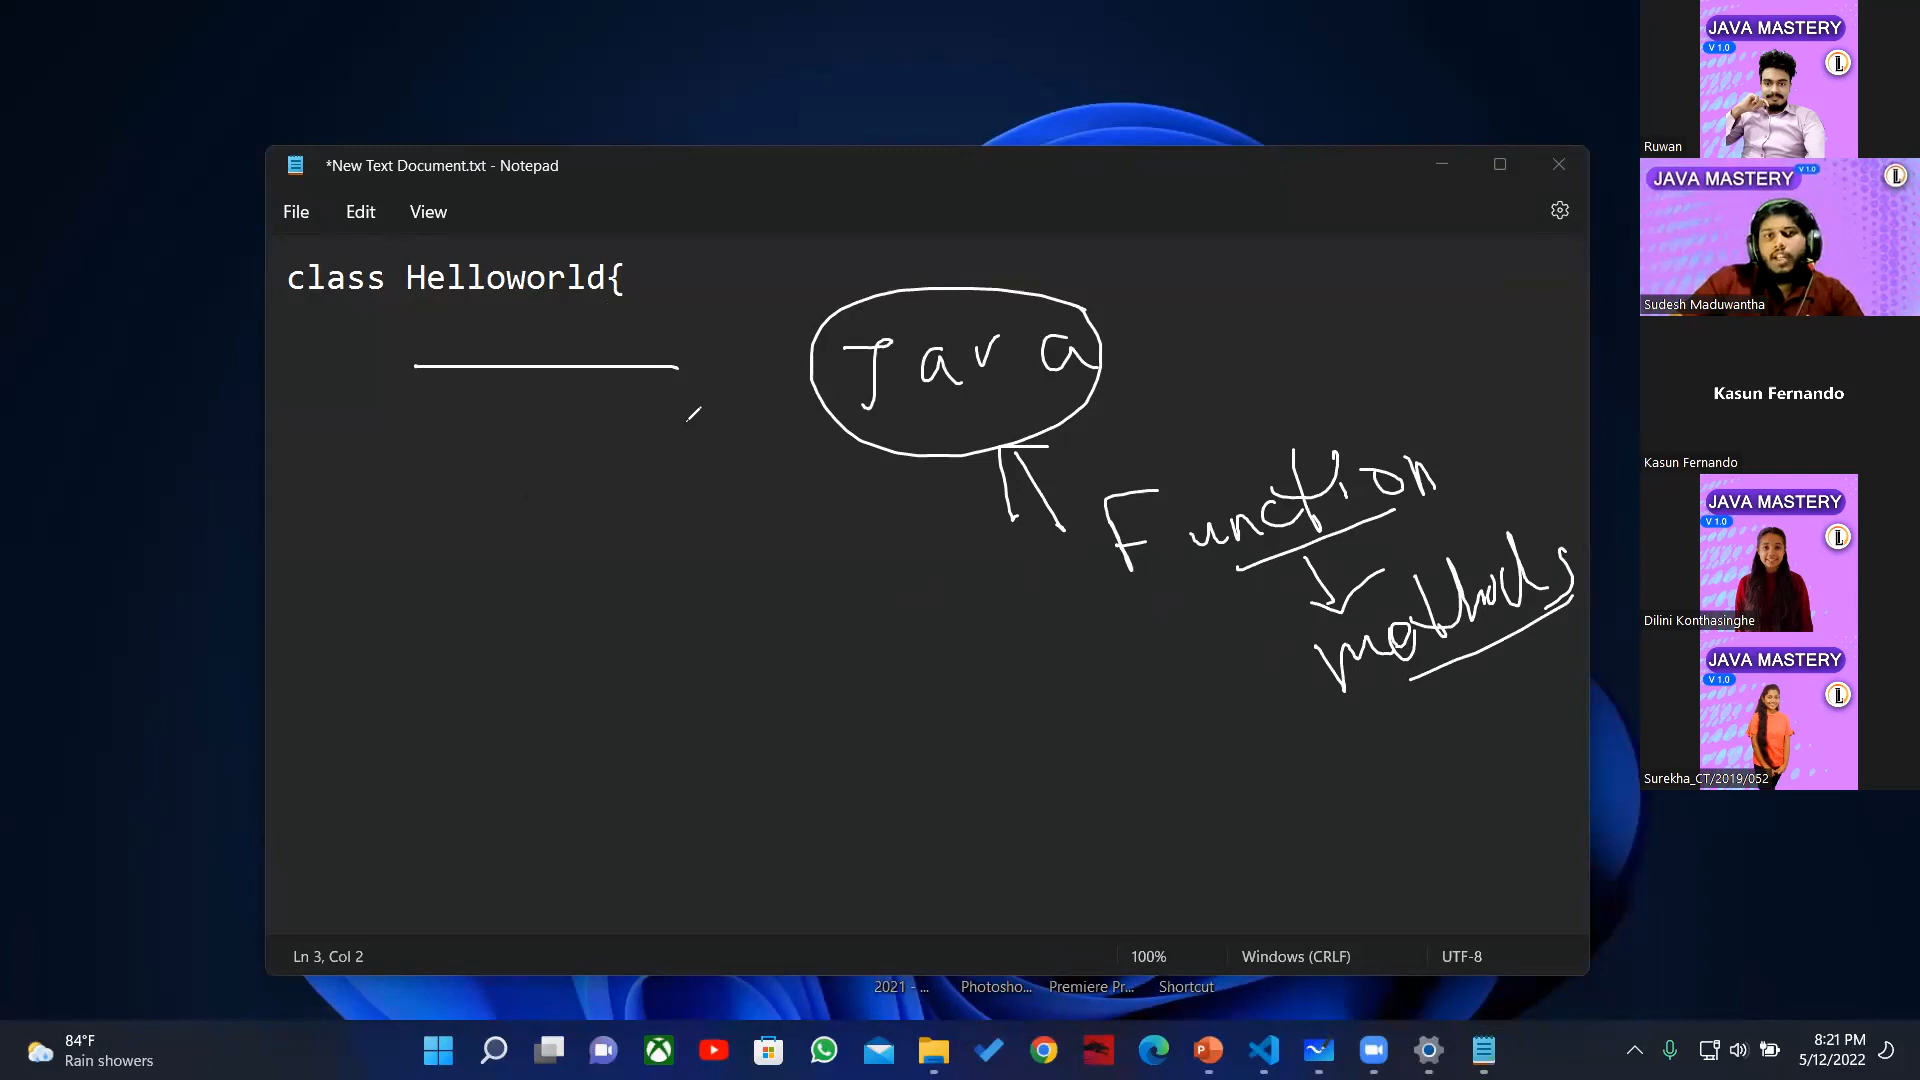 *New Text Document.txt - Notepad
File Edit View
class Helloworld{
Java
Function
methods
Ln 3, Col 2
100%
Windows (CRLF)
UTF-8
2021 - ...
Photosho...
Premiere Pr...
Shortcut
JAVA MASTERY
V 1.0
Ruwan
JAVA MASTERY
V 1.0
Sudesh Maduwantha
Kasun Fernando
Kasun Fernando
JAVA MASTERY
V 1.0
Dilini Konthasinghe
JAVA MASTERY
V 1.0
Surekha_CT/2019/052
84°F
Rain showers
8:21 PM
5/12/2022